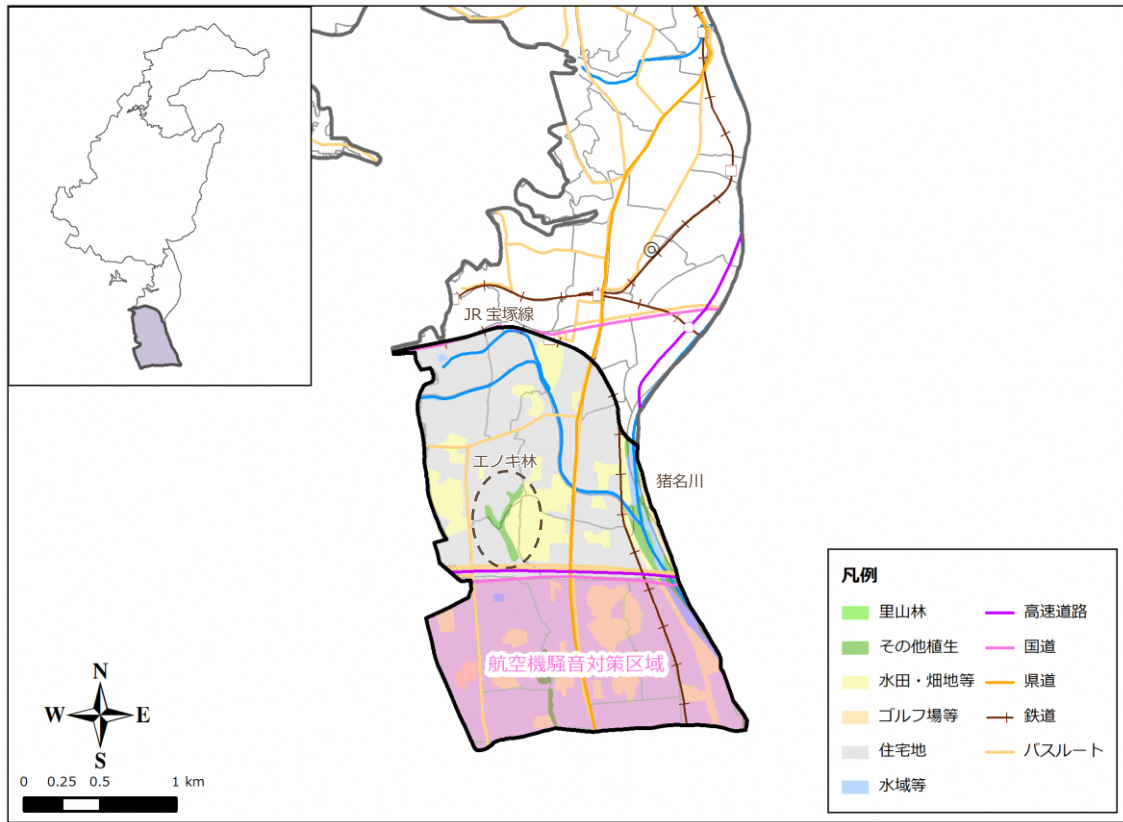 JR 宝塚線
エノキ林
猪名川
航空機騒音対策区域
N
W E
S
0 0.25 0.5 1 km
凡例
里山林
その他植生
水田・畑地等
ゴルフ場等
住宅地
水域等
高速道路
国道
県道
鉄道
バスルート